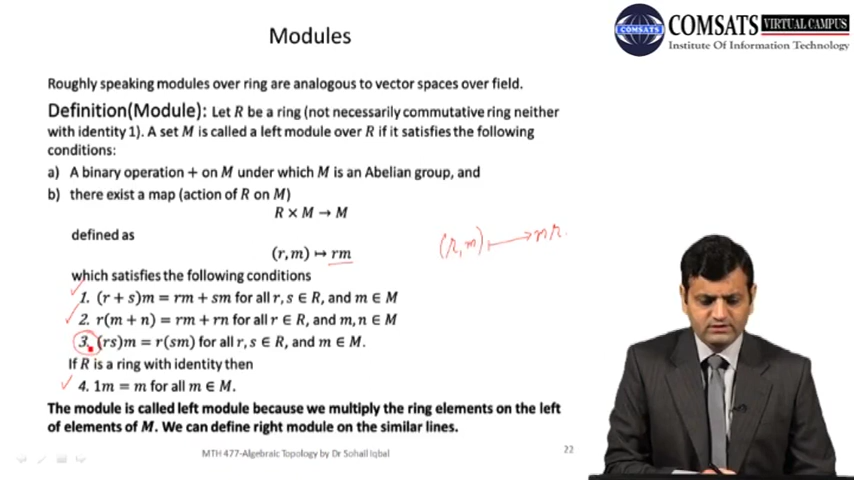 Modules
COMSATS VIRTUAL CAMPUS
Institute Of Information Technology
Roughly speaking modules over ring are analogous to vector spaces over field.
Definition(Module): Let R be a ring (not necessarily commutative ring neither
with identity 1). A set M is called a left module over R if it satisfies the following
conditions:
a) A binary operation + on M under which M is an Abelian group, and
b) there exist a map (action of R on M)
R × M → M
defined as
(r, m) ↦ rm
(r, m) ⟼ mr.
which satisfies the following conditions
1. (r + s)m = rm + sm for all r, s ∈ R, and m ∈ M
2. r(m + n) = rm + rn for all r ∈ R, and m, n ∈ M
3. (rs)m = r(sm) for all r, s ∈ R, and m ∈ M.
If R is a ring with identity then
4. 1m = m for all m ∈ M.
The module is called left module because we multiply the ring elements on the left
of elements of M. We can define right module on the similar lines.
MTH 477-Algebraic Topology by Dr Sohail Iqbal
22